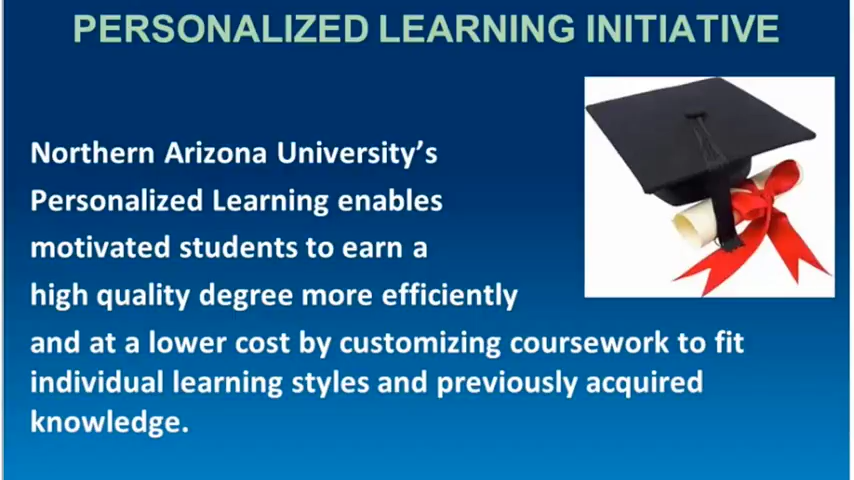 PERSONALIZED LEARNING INITIATIVE
Northern Arizona University’s
Personalized Learning enables
motivated students to earn a
high quality degree more efficiently
and at a lower cost by customizing coursework to fit
individual learning styles and previously acquired
knowledge.